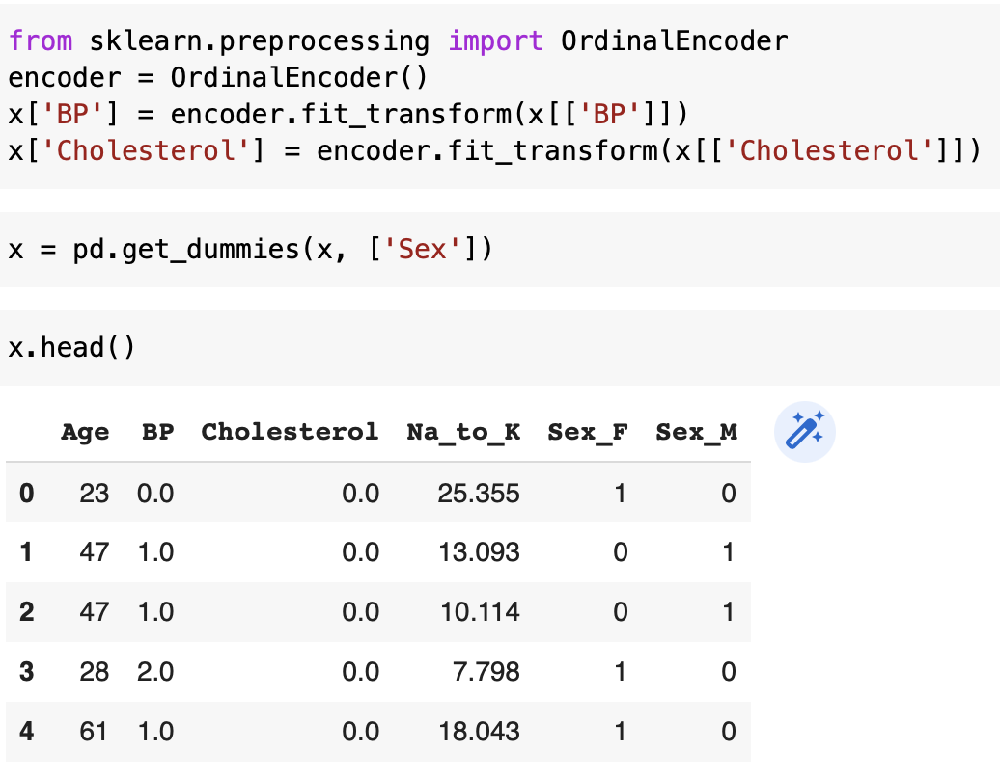 from sklearn.preprocessing import OrdinalEncoder
encoder = OrdinalEncoder()
x['BP'] = encoder.fit_transform(x[['BP']])
x['Cholesterol'] = encoder.fit_transform(x[['Cholesterol']])
x = pd.get_dummies(x, ['Sex'])
x.head()
Age BP Cholesterol Na_to_K Sex_F Sex_M
0 23 0.0 0.0 25.355 1 0
1 47 1.0 0.0 13.093 0 1
2 47 1.0 0.0 10.114 0 1
3 28 2.0 0.0 7.798 1 0
4 61 1.0 0.0 18.043 1 0